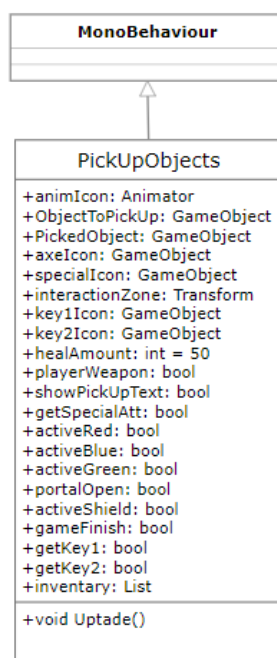 MonoBehaviour
PickUpObjects
+animIcon: Animator
+ObjectToPickUp: GameObject
+PickedObject: GameObject
+axeIcon: GameObject
+specialIcon: GameObject
+interactionZone: Transform
+key1Icon: GameObject
+key2Icon: GameObject
+healAmount: int = 50
+playerWeapon: bool
+showPickUpText: bool
+getSpecialAtt: bool
+activeRed: bool
+activeBlue: bool
+activeGreen: bool
+portalOpen: bool
+activeShield: bool
+gameFinish: bool
+getKey1: bool
+getKey2: bool
+inventary: List
+void Uptade()